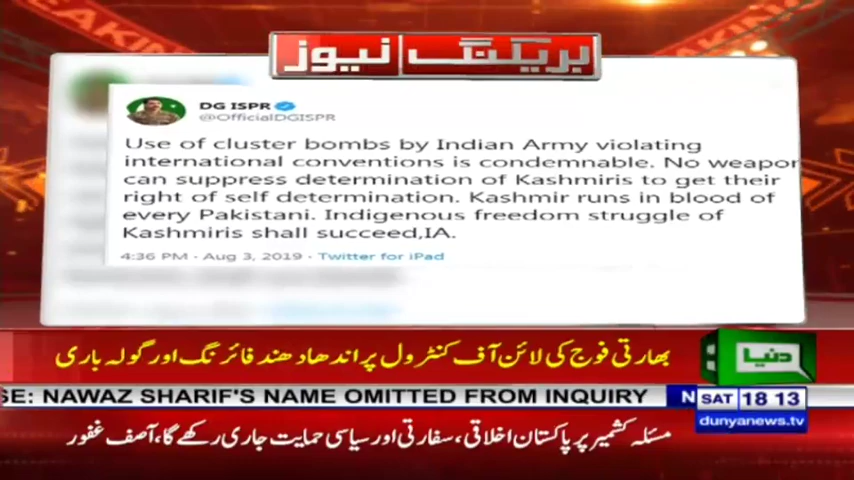 بریکنگ نیوز
DG ISPR
@OfficialDGISPR
Use of cluster bombs by Indian Army violating
international conventions is condemnable. No weapon
can suppress determination of Kashmiris to get their
right of self determination. Kashmir runs in blood of
every Pakistani. Indigenous freedom struggle of
Kashmiris shall succeed,IA.
4:36 PM · Aug 3, 2019 · Twitter for iPad
بھارتی فوج کی لائن آف کنٹرول پر اندھا دھند فائرنگ اور گولہ باری
دنیا
SE: NAWAZ SHARIF'S NAME OMITTED FROM INQUIRY N
SAT 18 13
dunyanews.tv
مسئلہ کشمیر پر پاکستان اخلاقی، سفارتی اور سیاسی حمایت جاری رکھے گا، آصف غفور